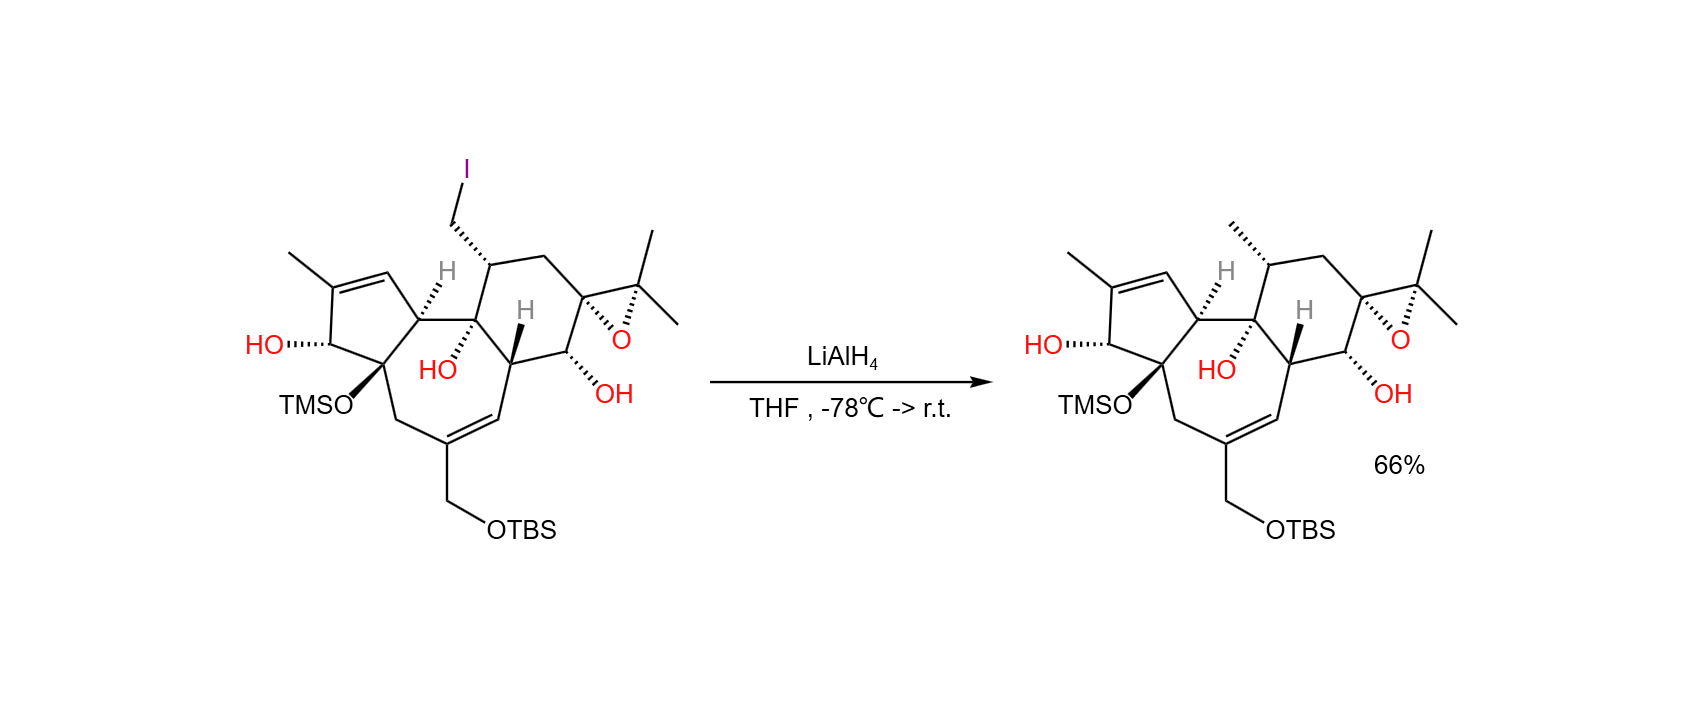 I
H
H
HO
O
HO
TMSO
OH
OTBS
LiAlH4
THF , -78℃ -> r.t.
H
H
HO
O
HO
TMSO
OH
66%
OTBS